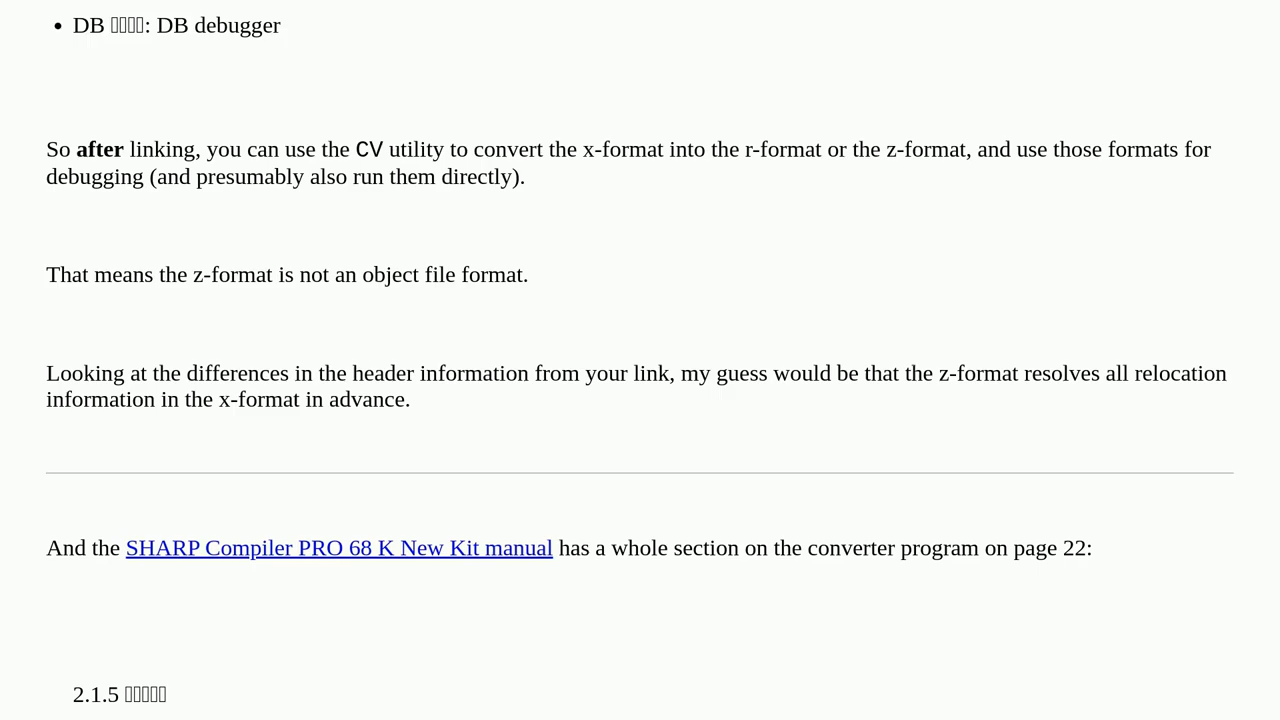 DB : DB debugger
So after linking, you can use the CV utility to convert the x-format into the r-format or the z-format, and use those formats for
debugging (and presumably also run them directly).
That means the z-format is not an object file format.
Looking at the differences in the header information from your link, my guess would be that the z-format resolves all relocation
information in the x-format in advance.
And the SHARP Compiler PRO 68 K New Kit manual has a whole section on the converter program on page 22:
2.1.5